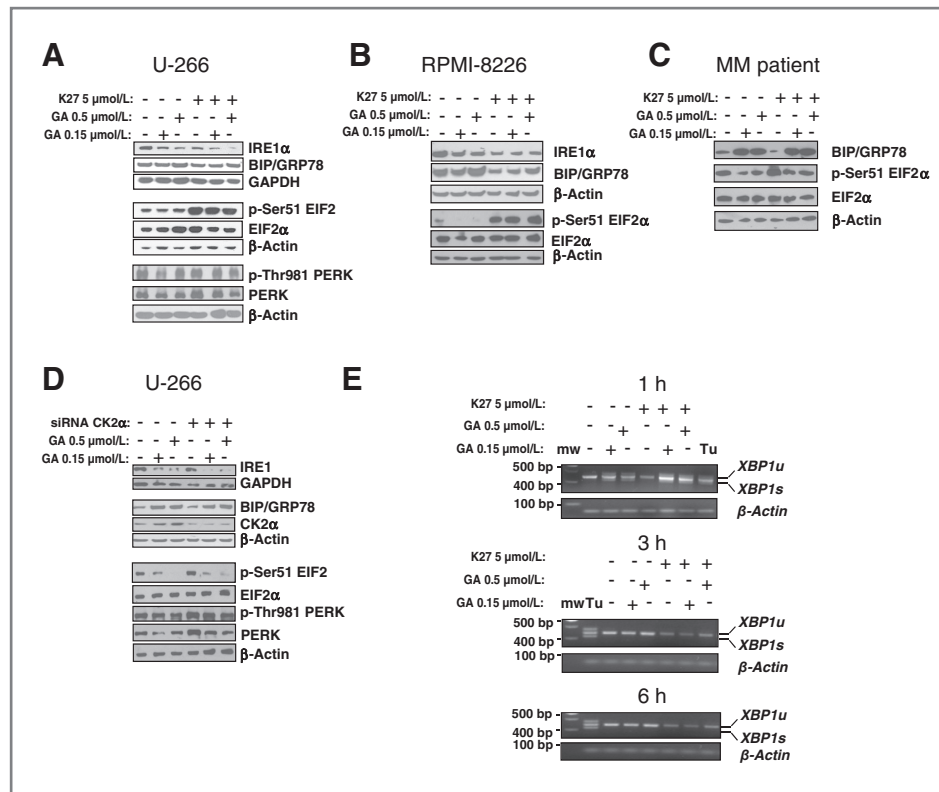 A
U-266
K27 5 µmol/L: - - - + + +
GA 0.5 µmol/L: - - + - - +
GA 0.15 µmol/L: - + - - + -
IRE1α
BIP/GRP78
GAPDH
p-Ser51 EIF2
EIF2α
β-Actin
p-Thr981 PERK
PERK
β-Actin
B
RPMI-8226
K27 5 µmol/L: - - - + + +
GA 0.5 µmol/L: - - + - - +
GA 0.15 µmol/L: - + - - + -
IRE1α
BIP/GRP78
β-Actin
p-Ser51 EIF2α
EIF2α
β-Actin
C
MM patient
K27 5 µmol/L: - - - + + +
GA 0.5 µmol/L: - - + - - +
GA 0.15 µmol/L: - + - - + -
BIP/GRP78
p-Ser51 EIF2α
EIF2α
β-Actin
D
U-266
siRNA CK2α: - - - + + +
GA 0.5 µmol/L: - - + - - +
GA 0.15 µmol/L: - + - - + -
IRE1
GAPDH
BIP/GRP78
CK2α
β-Actin
p-Ser51 EIF2
EIF2α
p-Thr981 PERK
PERK
β-Actin
E
1 h
K27 5 µmol/L: - - - + + +
GA 0.5 µmol/L: - - + - - +
GA 0.15 µmol/L: mw - + - - + - Tu
500 bp
400 bp
100 bp
XBP1u
XBP1s
β-Actin
3 h
K27 5 µmol/L: - - - + + +
GA 0.5 µmol/L: - - + - - +
GA 0.15 µmol/L: mw Tu - + - - + -
500 bp
400 bp
100 bp
XBP1u
XBP1s
β-Actin
6 h
500 bp
400 bp
100 bp
XBP1u
XBP1s
β-Actin